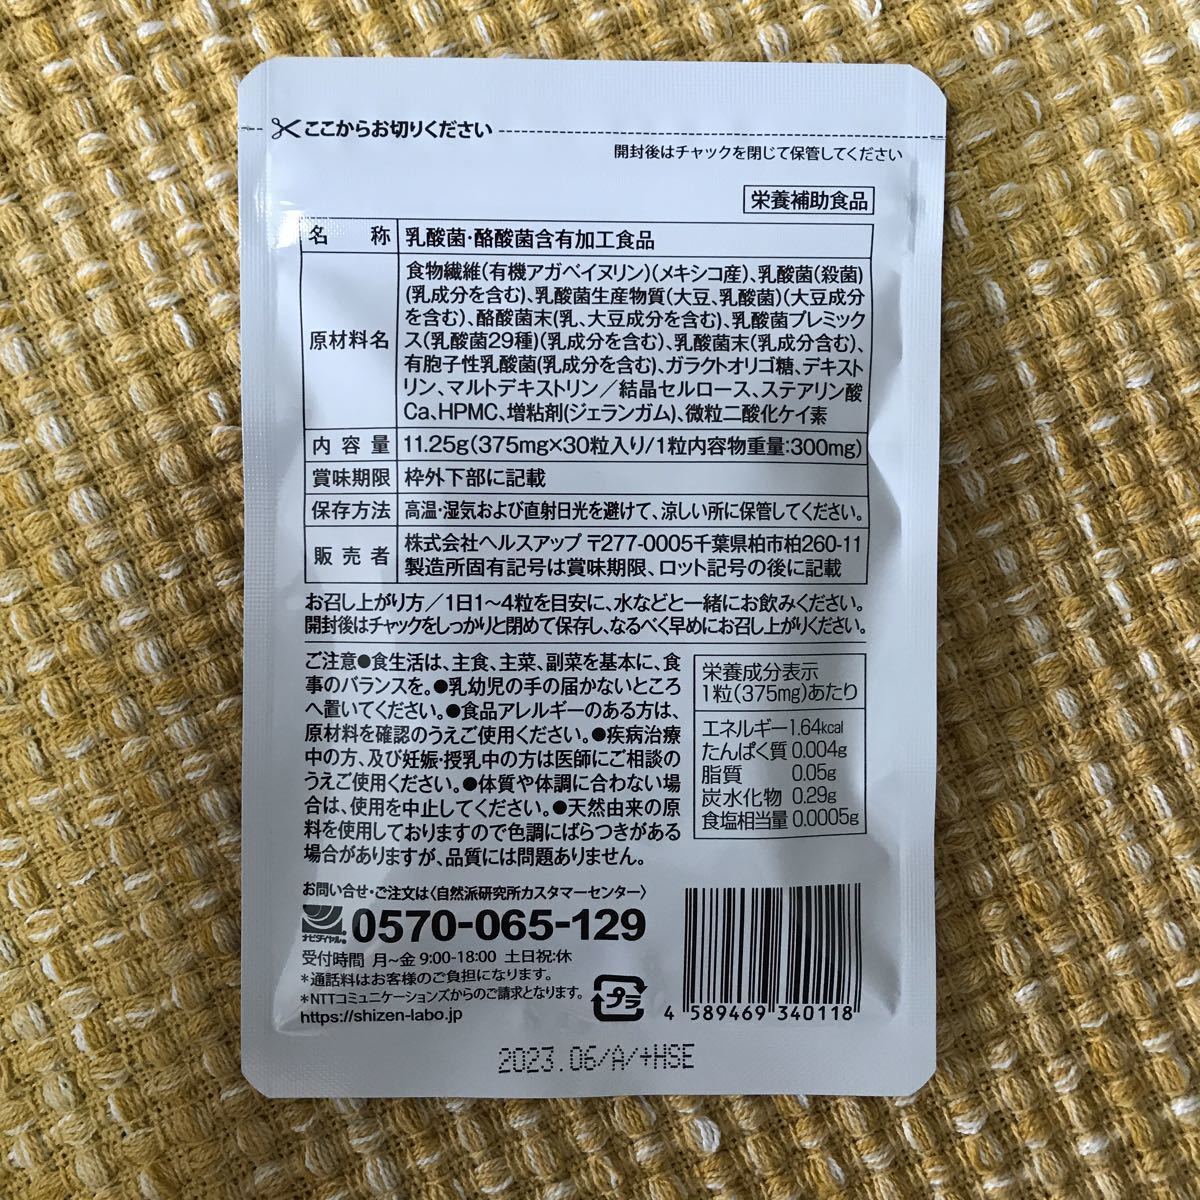 ここからお切りください
開封後はチャックを閉じて保管してください
栄養補助食品
名称 乳酸菌・酪酸菌含有加工食品
原材料名
食物繊維(有機アガベイヌリン)(メキシコ産)、乳酸菌(殺菌)
(乳成分を含む)、乳酸菌生産物質(大豆、乳酸菌)(大豆成分
を含む)、酪酸菌末(乳、大豆成分を含む)、乳酸菌プレミック
ス(乳酸菌29種)(乳成分を含む)、乳酸菌末(乳成分含む)、
有胞子性乳酸菌(乳成分を含む)、ガラクトオリゴ糖、デキスト
リン、マルトデキストリン／結晶セルロース、ステアリン酸
Ca、HPMC、増粘剤(ジェランガム)、微粒二酸化ケイ素
内容量 11.25g(375mg×30粒入り/1粒内容物重量:300mg)
賞味期限 枠外下部に記載
保存方法 高温・湿気および直射日光を避けて、涼しい所に保管してください。
販売者
株式会社ヘルスアップ 〒277-0005千葉県柏市柏260-11
製造所固有記号は賞味期限、ロット記号の後に記載
お召し上がり方／1日1〜4粒を目安に、水などと一緒にお飲みください。
開封後はチャックをしっかりと閉めて保存し、なるべく早めにお召し上がりください。
ご注意●食生活は、主食、主菜、副菜を基本に、食
事のバランスを。●乳幼児の手の届かないところ
へ置いてください。●食品アレルギーのある方は、
原材料を確認のうえご使用ください。●疾病治療
中の方、及び妊娠・授乳中の方は医師にご相談の
うえご使用ください。●体質や体調に合わない場
合は、使用を中止してください。●天然由来の原
料を使用しておりますので色調にばらつきがある
場合がありますが、品質には問題ありません。
栄養成分表示
1粒(375mg)あたり
エネルギー 1.64kcal
たんぱく質 0.004g
脂質 0.05g
炭水化物 0.29g
食塩相当量 0.0005g
お問い合せ・ご注文は〈自然派研究所カスタマーセンター〉
ナビダイヤル® 0570-065-129
受付時間 月〜金 9:00-18:00 土日祝:休
*通話料はお客様のご負担になります。
*NTTコミュニケーションズからのご請求となります。
https://shizen-labo.jp
プラ
4 589469 340118
2023.06/A/+HSE